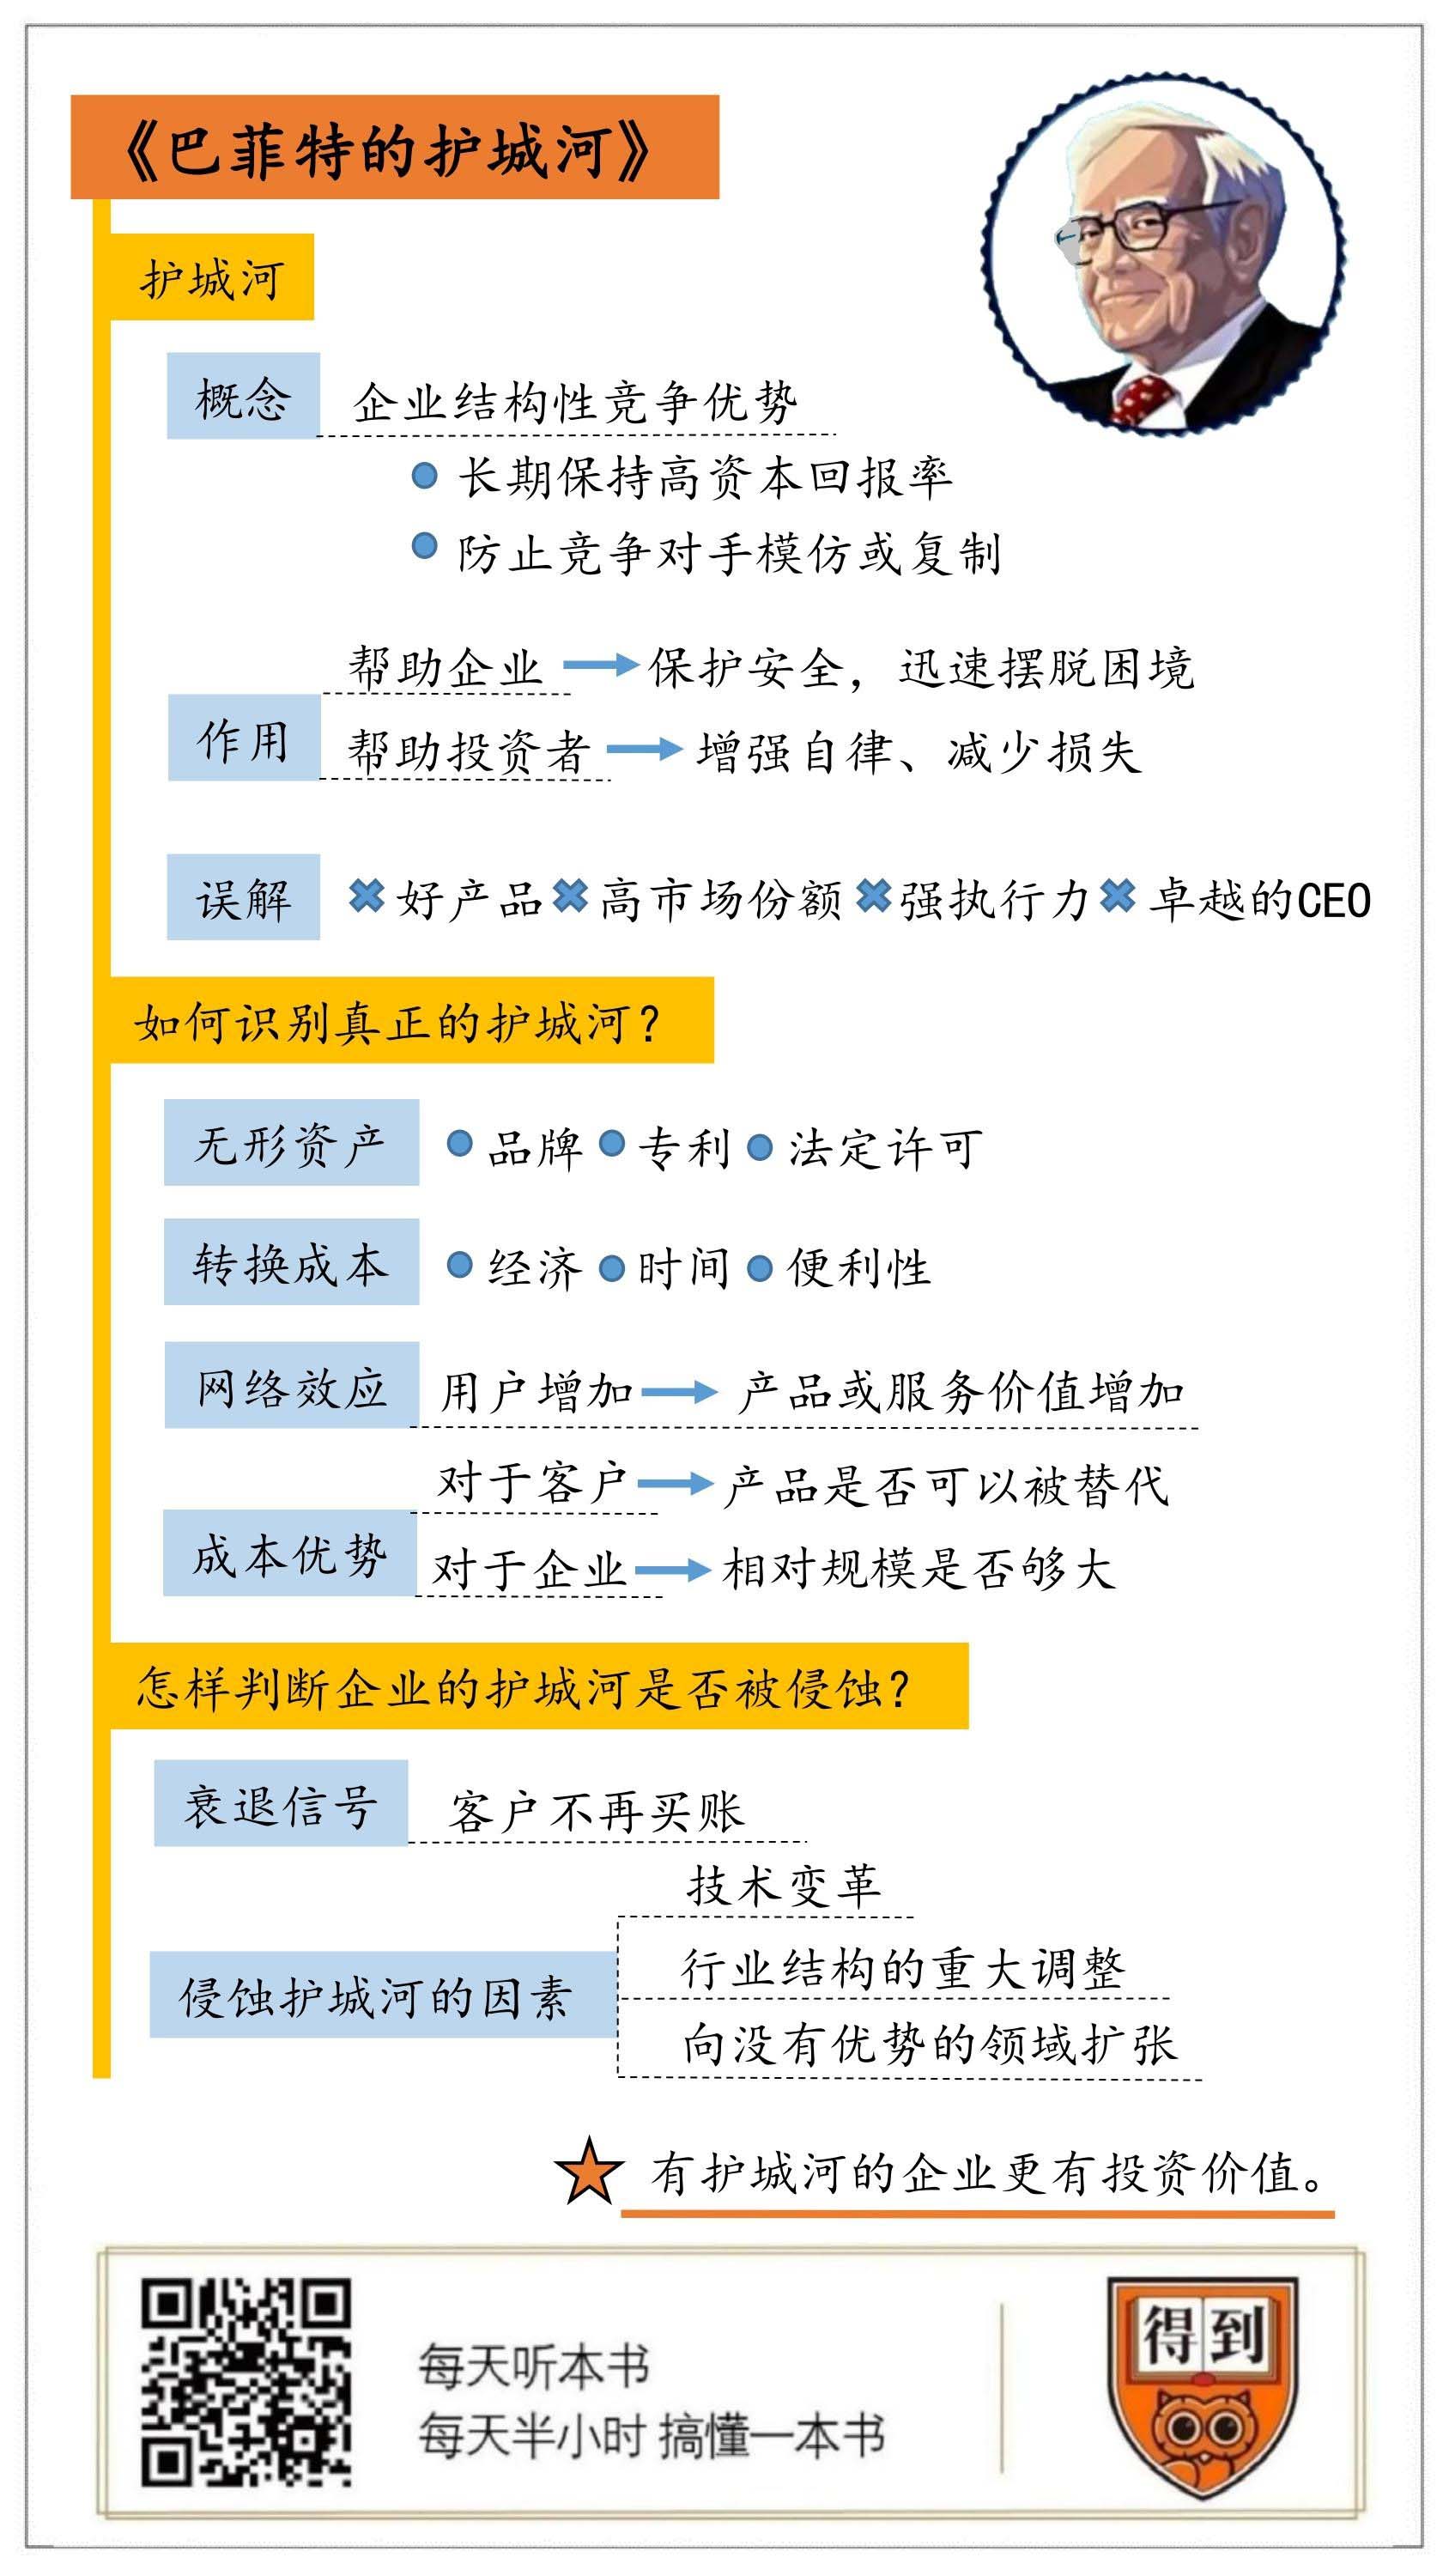 《巴菲特的护城河》
护城河
概念 企业结构性竞争优势
长期保持高资本回报率
防止竞争对手模仿或复制
作用
帮助企业 保护安全，迅速摆脱困境
帮助投资者 增强自律、减少损失
误解 好产品 高市场份额 强执行力 卓越的CEO
如何识别真正的护城河？
无形资产 品牌 专利 法定许可
转换成本 经济 时间 便利性
网络效应 用户增加 产品或服务价值增加
成本优势
对于客户 产品是否可以被替代
对于企业 相对规模是否够大
怎样判断企业的护城河是否被侵蚀？
衰退信号 客户不再买账
侵蚀护城河的因素
技术变革
行业结构的重大调整
向没有优势的领域扩张
有护城河的企业更有投资价值。
每天听本书
每天半小时 搞懂一本书
得到